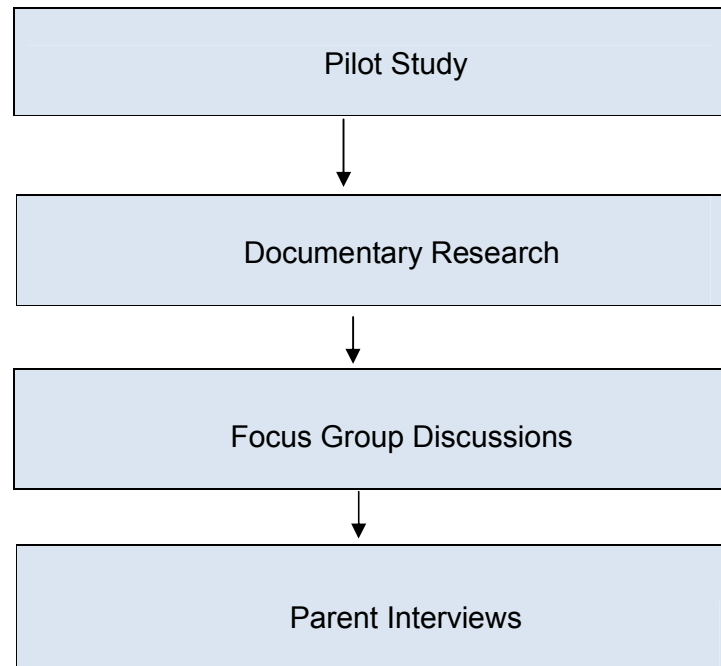 Pilot Study
Documentary Research
Focus Group Discussions
Parent Interviews